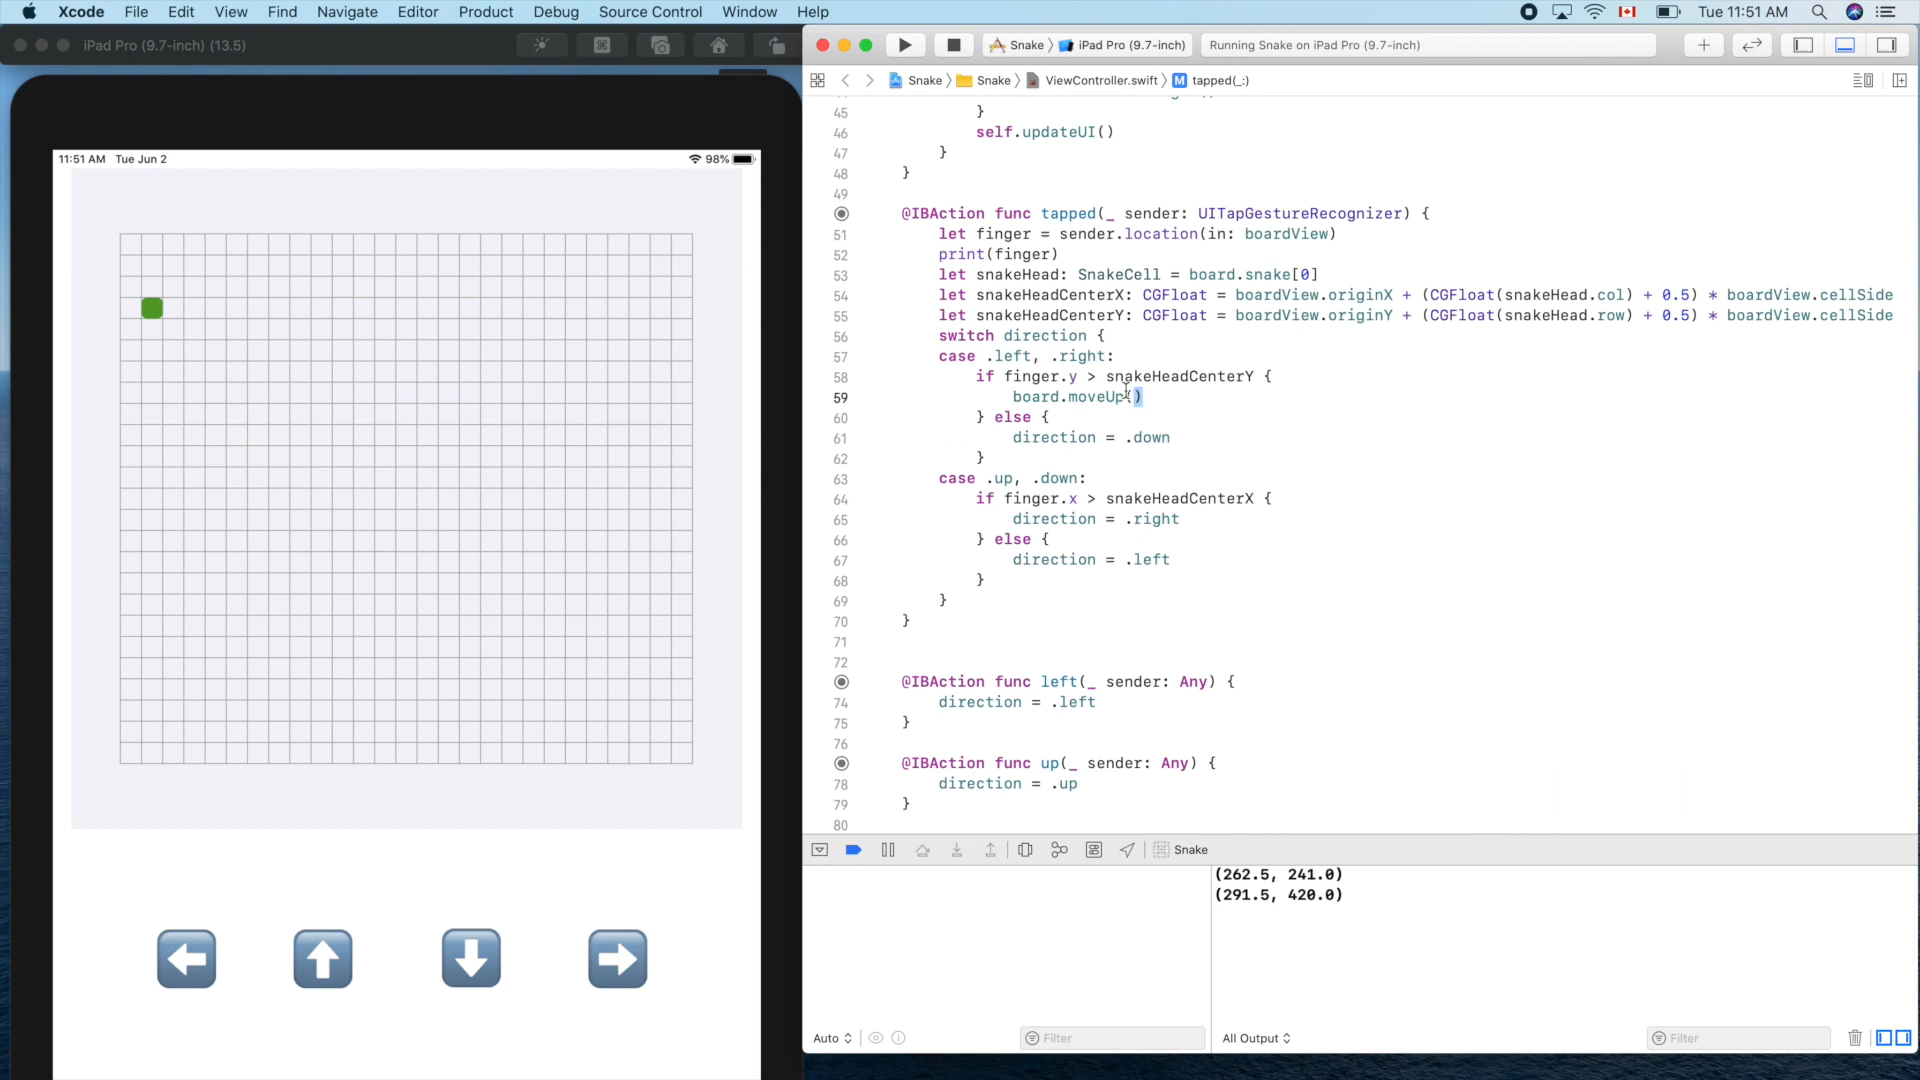 Xcode File Edit View Find Navigate Editor Product Debug Source Control Window Help Tue 11:51 AM
iPad Pro (9.7-inch) (13.5)
Snake iPad Pro (9.7-inch) Running Snake on iPad Pro (9.7-inch)
Snake Snake ViewController.swift M tapped(_:)
11:51 AM Tue Jun 2 98%
45 }
46 self.updateUI()
47 }
48 }
49
@IBAction func tapped(_ sender: UITapGestureRecognizer) {
51 let finger = sender.location(in: boardView)
52 print(finger)
53 let snakeHead: SnakeCell = board.snake[0]
54 let snakeHeadCenterX: CGFloat = boardView.originX + (CGFloat(snakeHead.col) + 0.5) * boardView.cellSide
55 let snakeHeadCenterY: CGFloat = boardView.originY + (CGFloat(snakeHead.row) + 0.5) * boardView.cellSide
56 switch direction {
57 case .left, .right:
58 if finger.y > snakeHeadCenterY {
59 board.moveUp()
60 } else {
61 direction = .down
62 }
63 case .up, .down:
64 if finger.x > snakeHeadCenterX {
65 direction = .right
66 } else {
67 direction = .left
68 }
69 }
70 }
71
72
@IBAction func left(_ sender: Any) {
74 direction = .left
75 }
76
@IBAction func up(_ sender: Any) {
78 direction = .up
79 }
80
Snake
(262.5, 241.0)
(291.5, 420.0)
Auto Filter All Output Filter